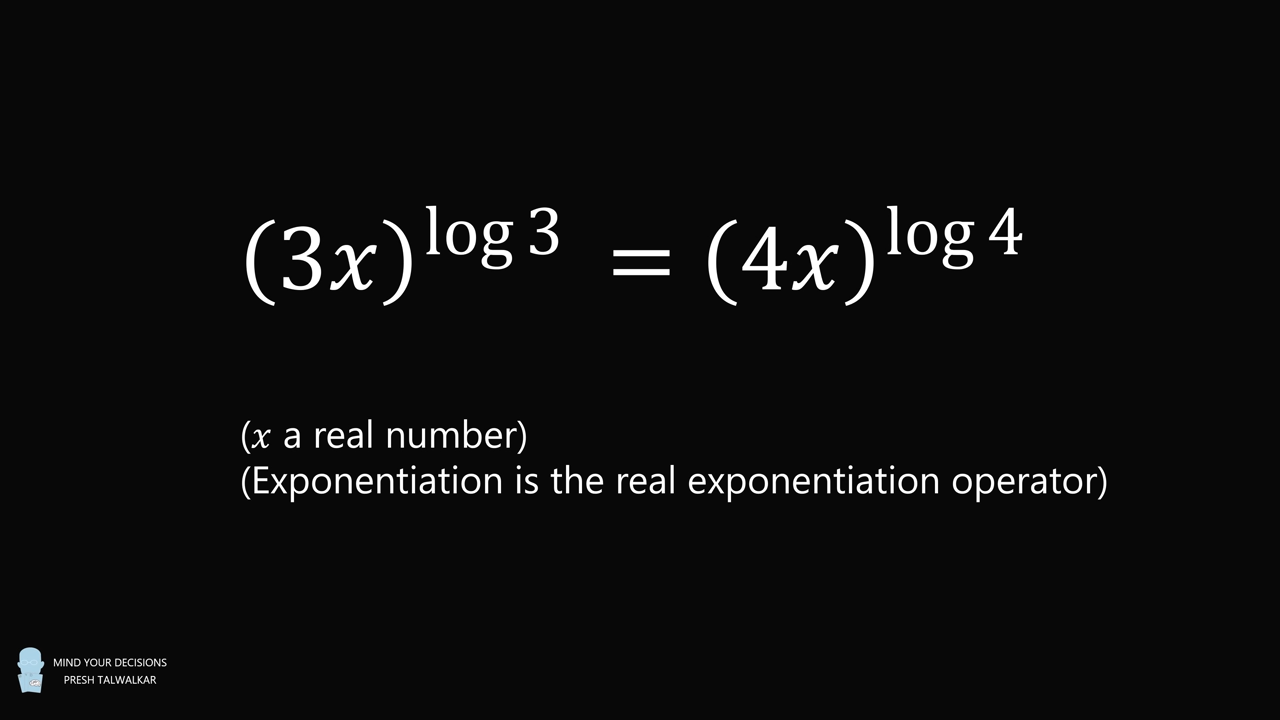 (3x)^{log 3} = (4x)^{log 4}
(x a real number)
(Exponentiation is the real exponentiation operator)
MIND YOUR DECISIONS
PRESH TALWALKAR